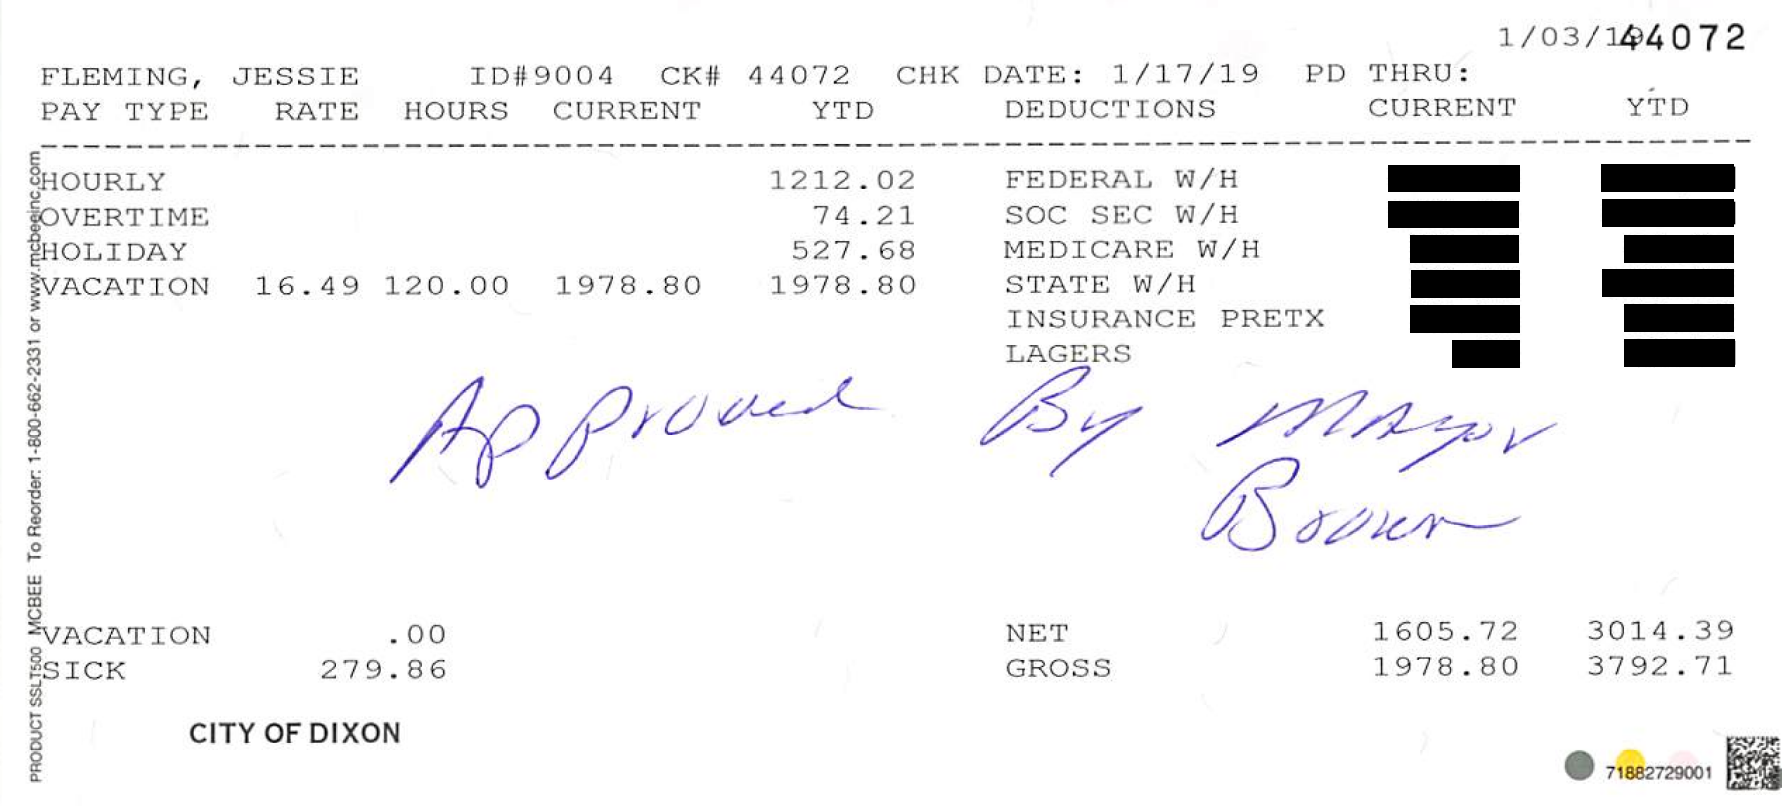 1/03/19 44072
FLEMING, JESSIE ID#9004 CK# 44072 CHK DATE: 1/17/19 PD THRU:
PAY TYPE RATE HOURS CURRENT YTD DEDUCTIONS CURRENT YTD
HOURLY 1212.02 FEDERAL W/H
OVERTIME 74.21 SOC SEC W/H
HOLIDAY 527.68 MEDICARE W/H
VACATION 16.49 120.00 1978.80 1978.80 STATE W/H
INSURANCE PRETX
LAGERS
Approved By Mayor
Brown
VACATION .00 NET 1605.72 3014.39
SICK 279.86 GROSS 1978.80 3792.71
CITY OF DIXON
71882729001
PRODUCT SSLT500 MCBEE To Reorder: 1-800-662-2331 or www.mcbeeinc.com